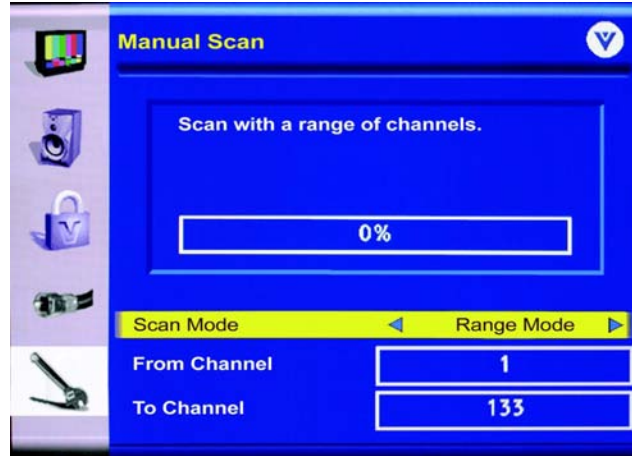 Manual Scan
V
Scan with a range of channels.
0%
Scan Mode Range Mode
From Channel 1
To Channel 133